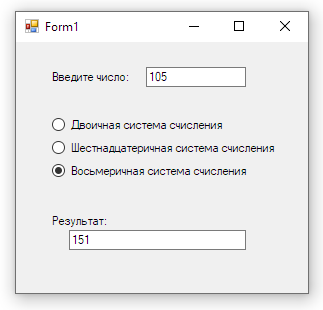 Form1
Введите число: 105
Двоичная система счисления
Шестнадцатеричная система счисления
Восьмеричная система счисления
Результат:
151